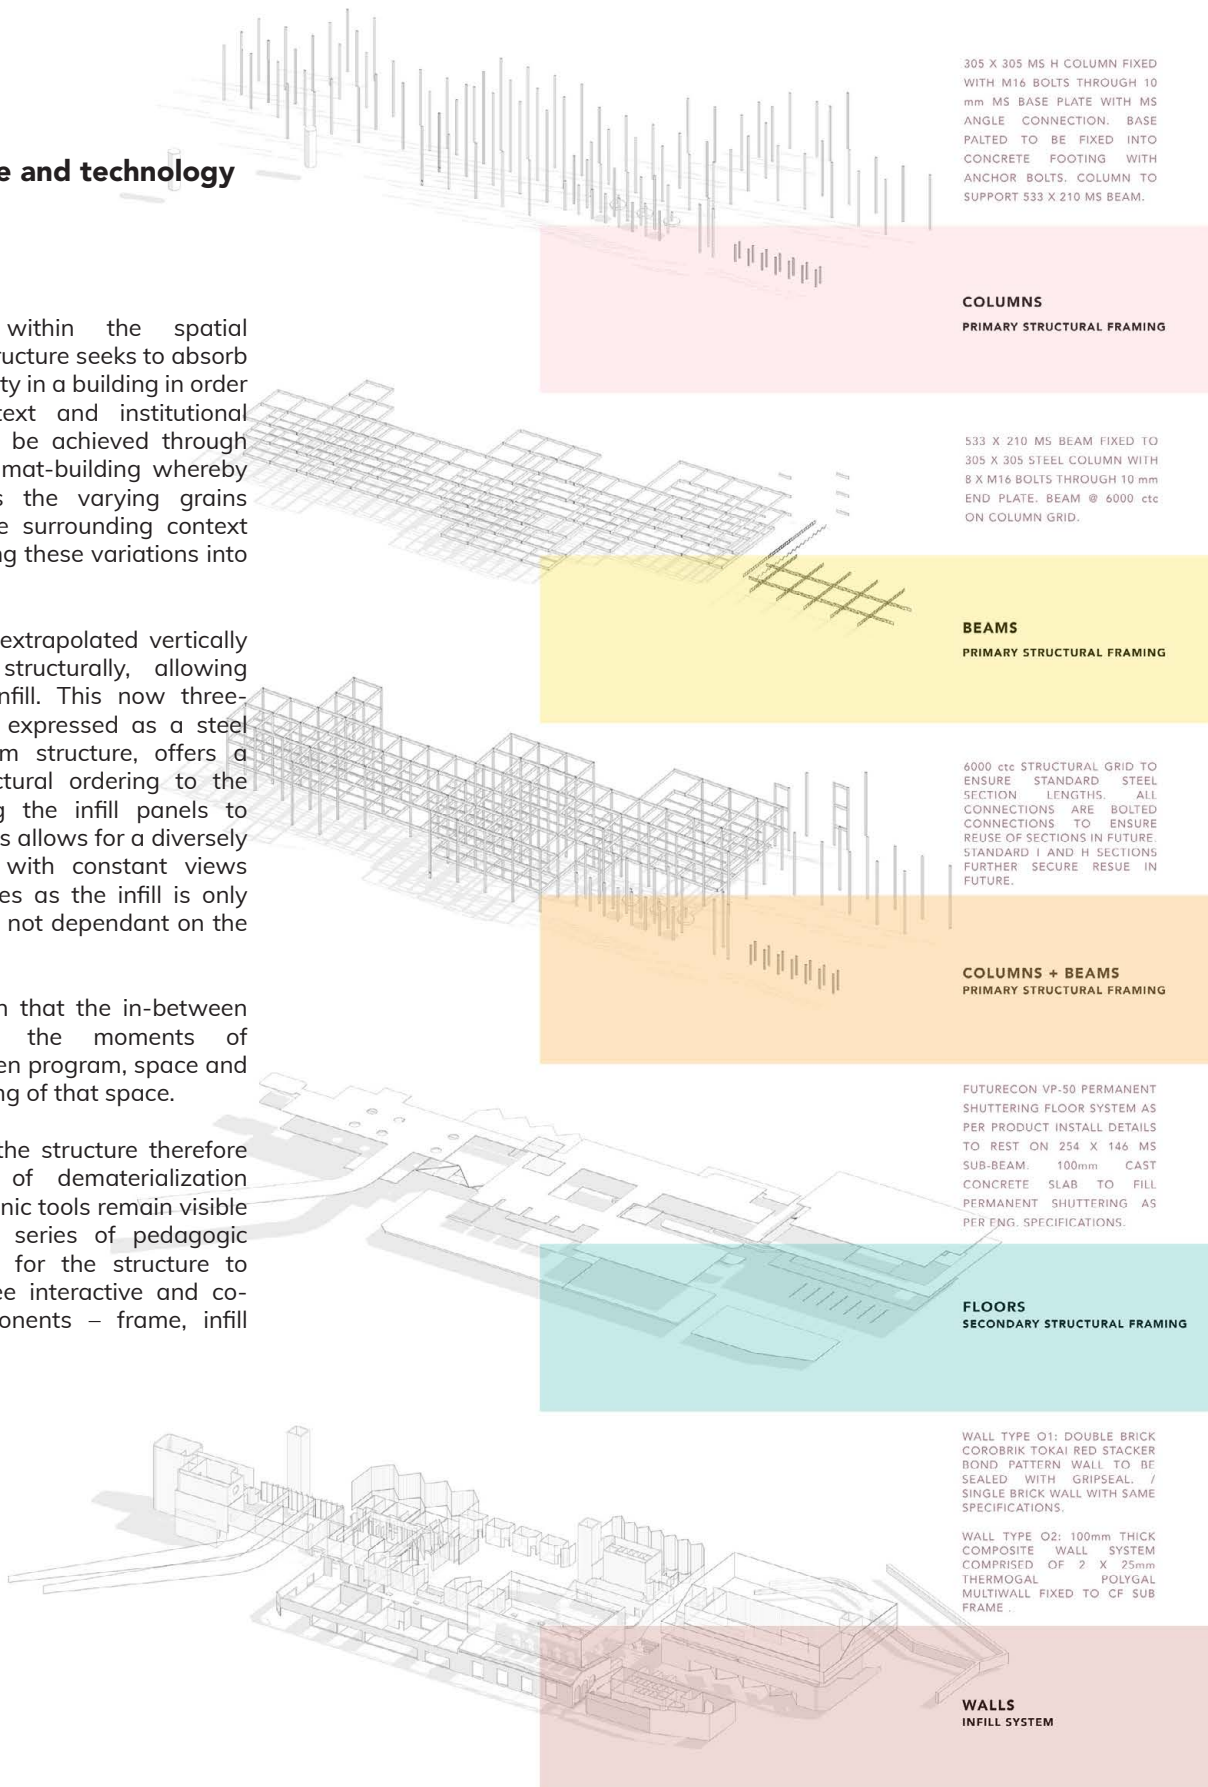 e and technology
within the spatial
ructure seeks to absorb
ty in a building in order
text and institutional
be achieved through
mat-building whereby
s the varying grains
e surrounding context
ng these variations into
extrapolated vertically
structurally, allowing
nfill. This now three-
expressed as a steel
m structure, offers a
ctural ordering to the
g the infill panels to
s allows for a diversely
with constant views
es as the infill is only
not dependant on the
n that the in-between
the moments of
en program, space and
ng of that space.
the structure therefore
of dematerialization
nic tools remain visible
series of pedagogic
for the structure to
ee interactive and co-
onents – frame, infill
305 X 305 MS H COLUMN FIXED
WITH M16 BOLTS THROUGH 10
mm MS BASE PLATE WITH MS
ANGLE CONNECTION. BASE
PALTED TO BE FIXED INTO
CONCRETE FOOTING WITH
ANCHOR BOLTS. COLUMN TO
SUPPORT 533 X 210 MS BEAM.
COLUMNS
PRIMARY STRUCTURAL FRAMING
533 X 210 MS BEAM FIXED TO
305 X 305 STEEL COLUMN WITH
8 X M16 BOLTS THROUGH 10 mm
END PLATE. BEAM @ 6000 ctc
ON COLUMN GRID.
BEAMS
PRIMARY STRUCTURAL FRAMING
6000 ctc STRUCTURAL GRID TO
ENSURE STANDARD STEEL
SECTION LENGTHS. ALL
CONNECTIONS ARE BOLTED
CONNECTIONS TO ENSURE
REUSE OF SECTIONS IN FUTURE.
STANDARD I AND H SECTIONS
FURTHER SECURE RESUE IN
FUTURE.
COLUMNS + BEAMS
PRIMARY STRUCTURAL FRAMING
FUTURECON VP-50 PERMANENT
SHUTTERING FLOOR SYSTEM AS
PER PRODUCT INSTALL DETAILS
TO REST ON 254 X 146 MS
SUB-BEAM. 100mm CAST
CONCRETE SLAB TO FILL
PERMANENT SHUTTERING AS
PER ENG. SPECIFICATIONS.
FLOORS
SECONDARY STRUCTURAL FRAMING
WALL TYPE O1: DOUBLE BRICK
COROBRIK TOKAI RED STACKER
BOND PATTERN WALL TO BE
SEALED WITH GRIPSEAL. /
SINGLE BRICK WALL WITH SAME
SPECIFICATIONS.
WALL TYPE O2: 100mm THICK
COMPOSITE WALL SYSTEM
COMPRISED OF 2 X 25mm
THERMOGAL POLYGAL
MULTIWALL FIXED TO CF SUB
FRAME .
WALLS
INFILL SYSTEM